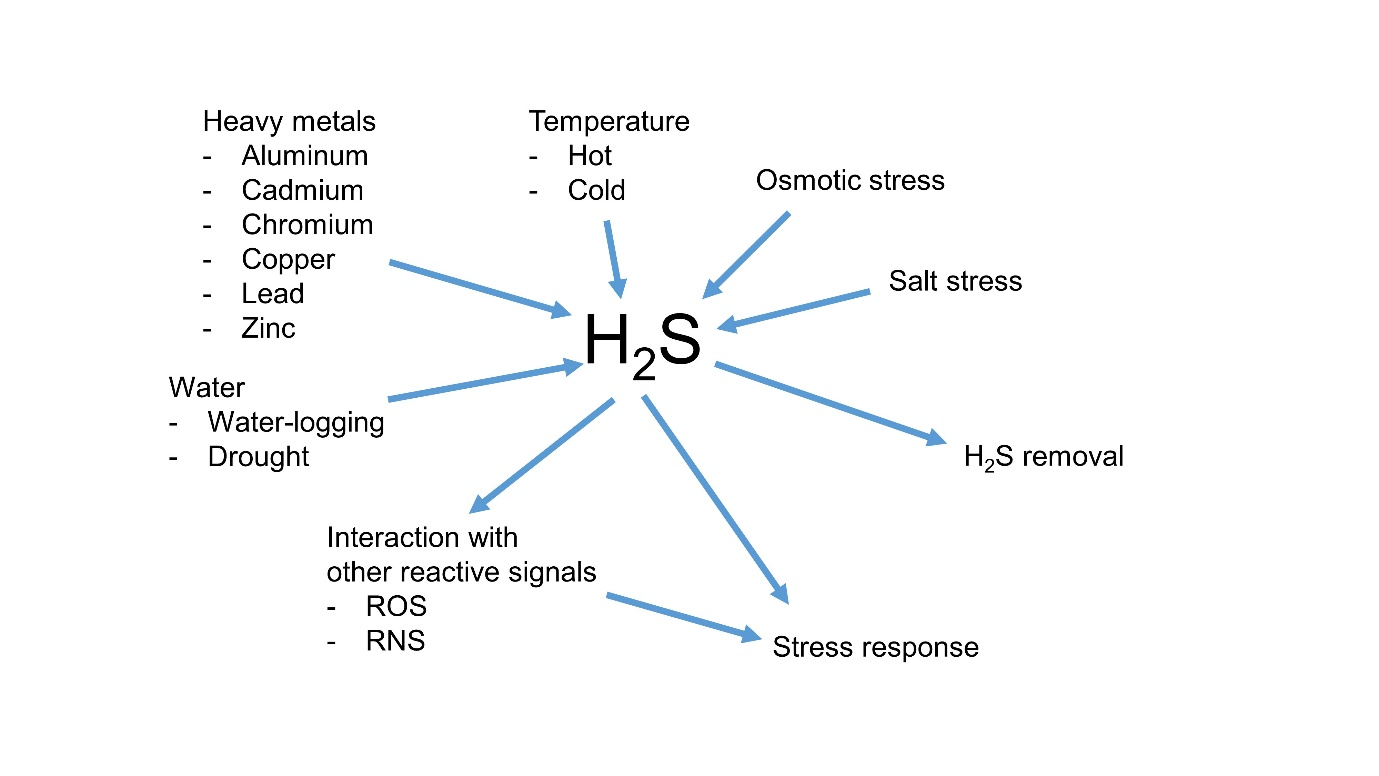 Heavy metals
- Aluminum
- Cadmium
- Chromium
- Copper
- Lead
- Zinc
Temperature
- Hot
- Cold
Osmotic stress
Salt stress
H₂S
Water
- Water-logging
- Drought
H₂S removal
Interaction with
other reactive signals
- ROS
- RNS
Stress response